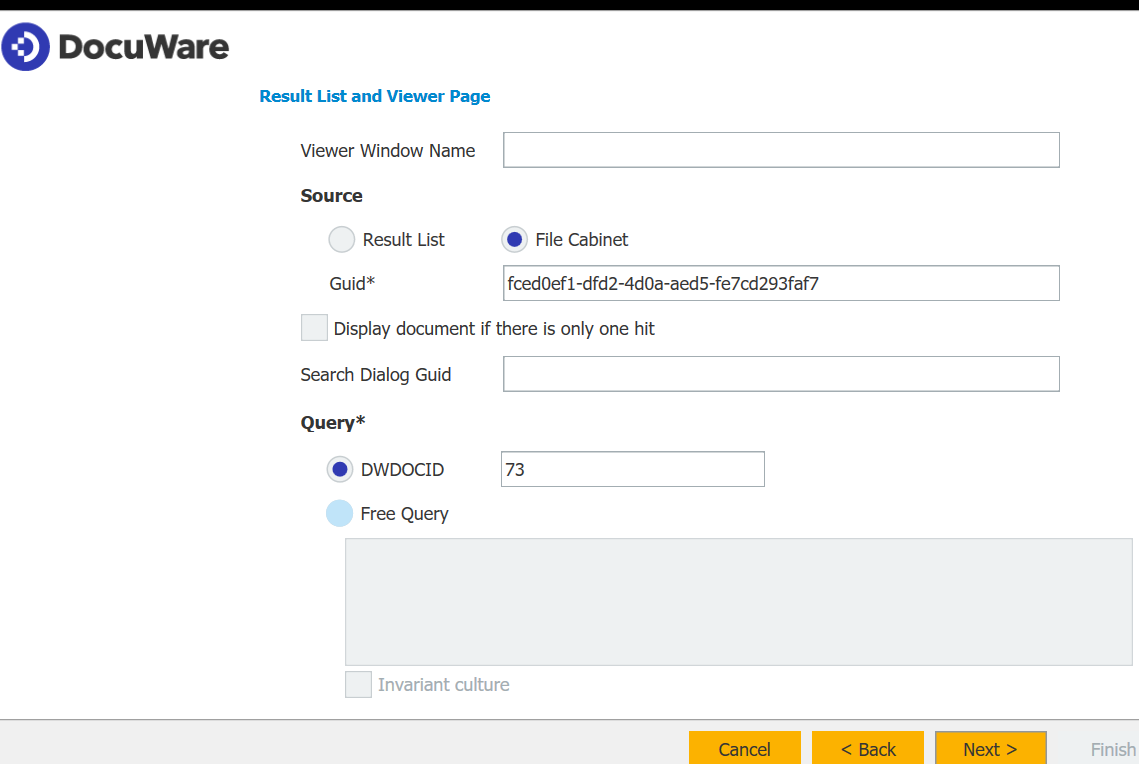 DocuWare
Result List and Viewer Page
Viewer Window Name
Source
Result List File Cabinet
Guid* fced0ef1-dfd2-4d0a-aed5-fe7cd293faf7
Display document if there is only one hit
Search Dialog Guid
Query*
DWDOCID 73
Free Query
Invariant culture
Cancel < Back Next > Finish